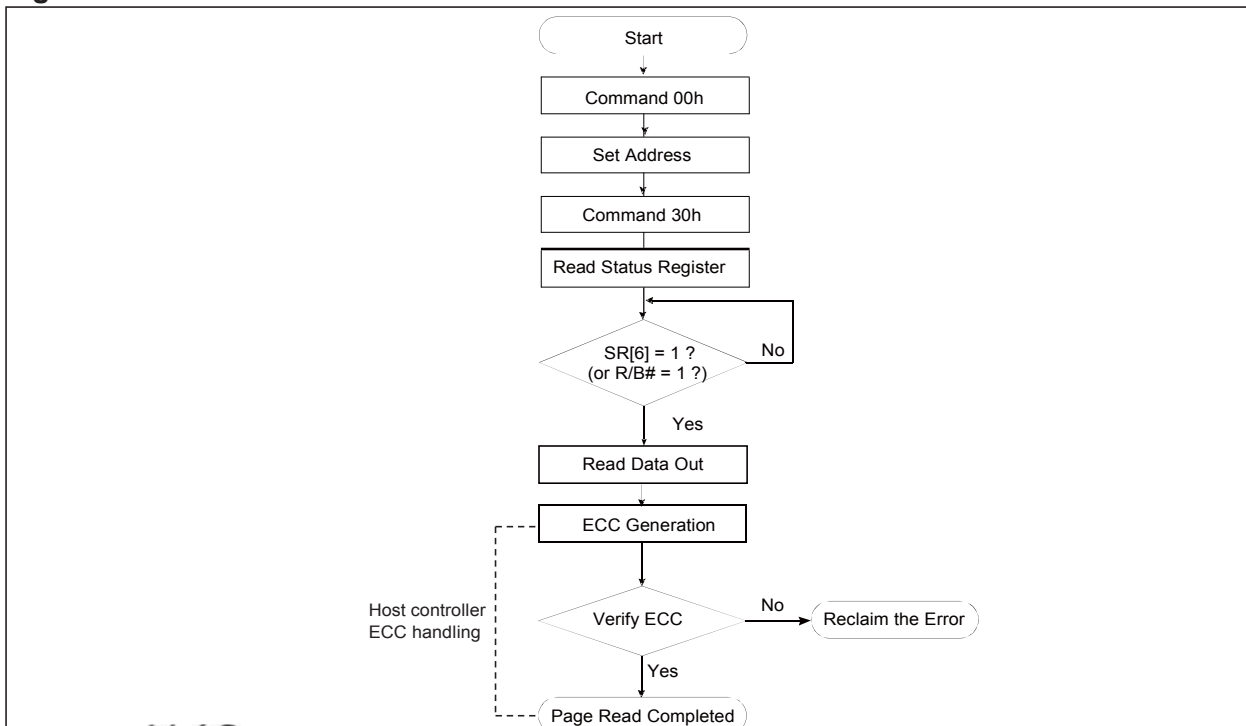 Start
Command 00h
Set Address
Command 30h
Read Status Register
SR[6] = 1 ?
(or R/B# = 1 ?)
No
Yes
Read Data Out
ECC Generation
Host controller
ECC handling
Verify ECC
No
Reclaim the Error
Yes
Page Read Completed